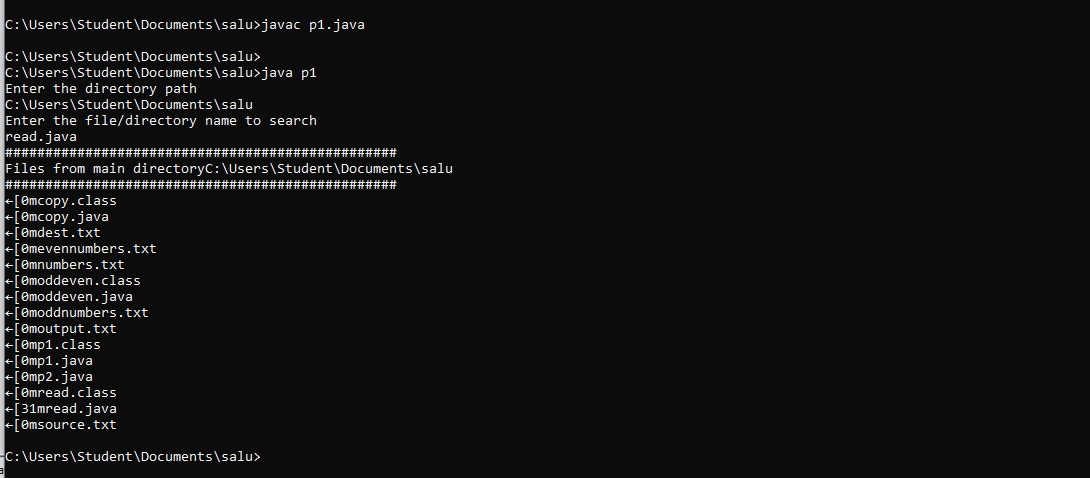 C:\Users\Student\Documents\salu>javac p1.java
C:\Users\Student\Documents\salu>
C:\Users\Student\Documents\salu>java p1
Enter the directory path
C:\Users\Student\Documents\salu
Enter the file/directory name to search
read.java
#################################################
Files from main directoryC:\Users\Student\Documents\salu
#################################################
←[0mcopy.class
←[0mcopy.java
←[0mdest.txt
←[0mevennumbers.txt
←[0mnumbers.txt
←[0moddeven.class
←[0moddeven.java
←[0moddnumbers.txt
←[0moutput.txt
←[0mp1.class
←[0mp1.java
←[0mp2.java
←[0mread.class
←[31mread.java
←[0msource.txt
C:\Users\Student\Documents\salu>